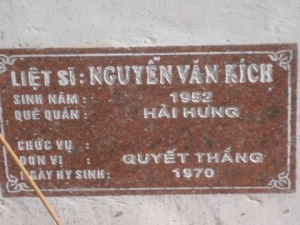 LIỆT SĨ: NGUYỄN VĂN BÍCH
SINH NĂM: 1952
QUÊ QUÁN: HẢI HƯNG
CHỨC VỤ:
ĐƠN VỊ: QUYẾT THẮNG
NGÀY HY SINH: 1970